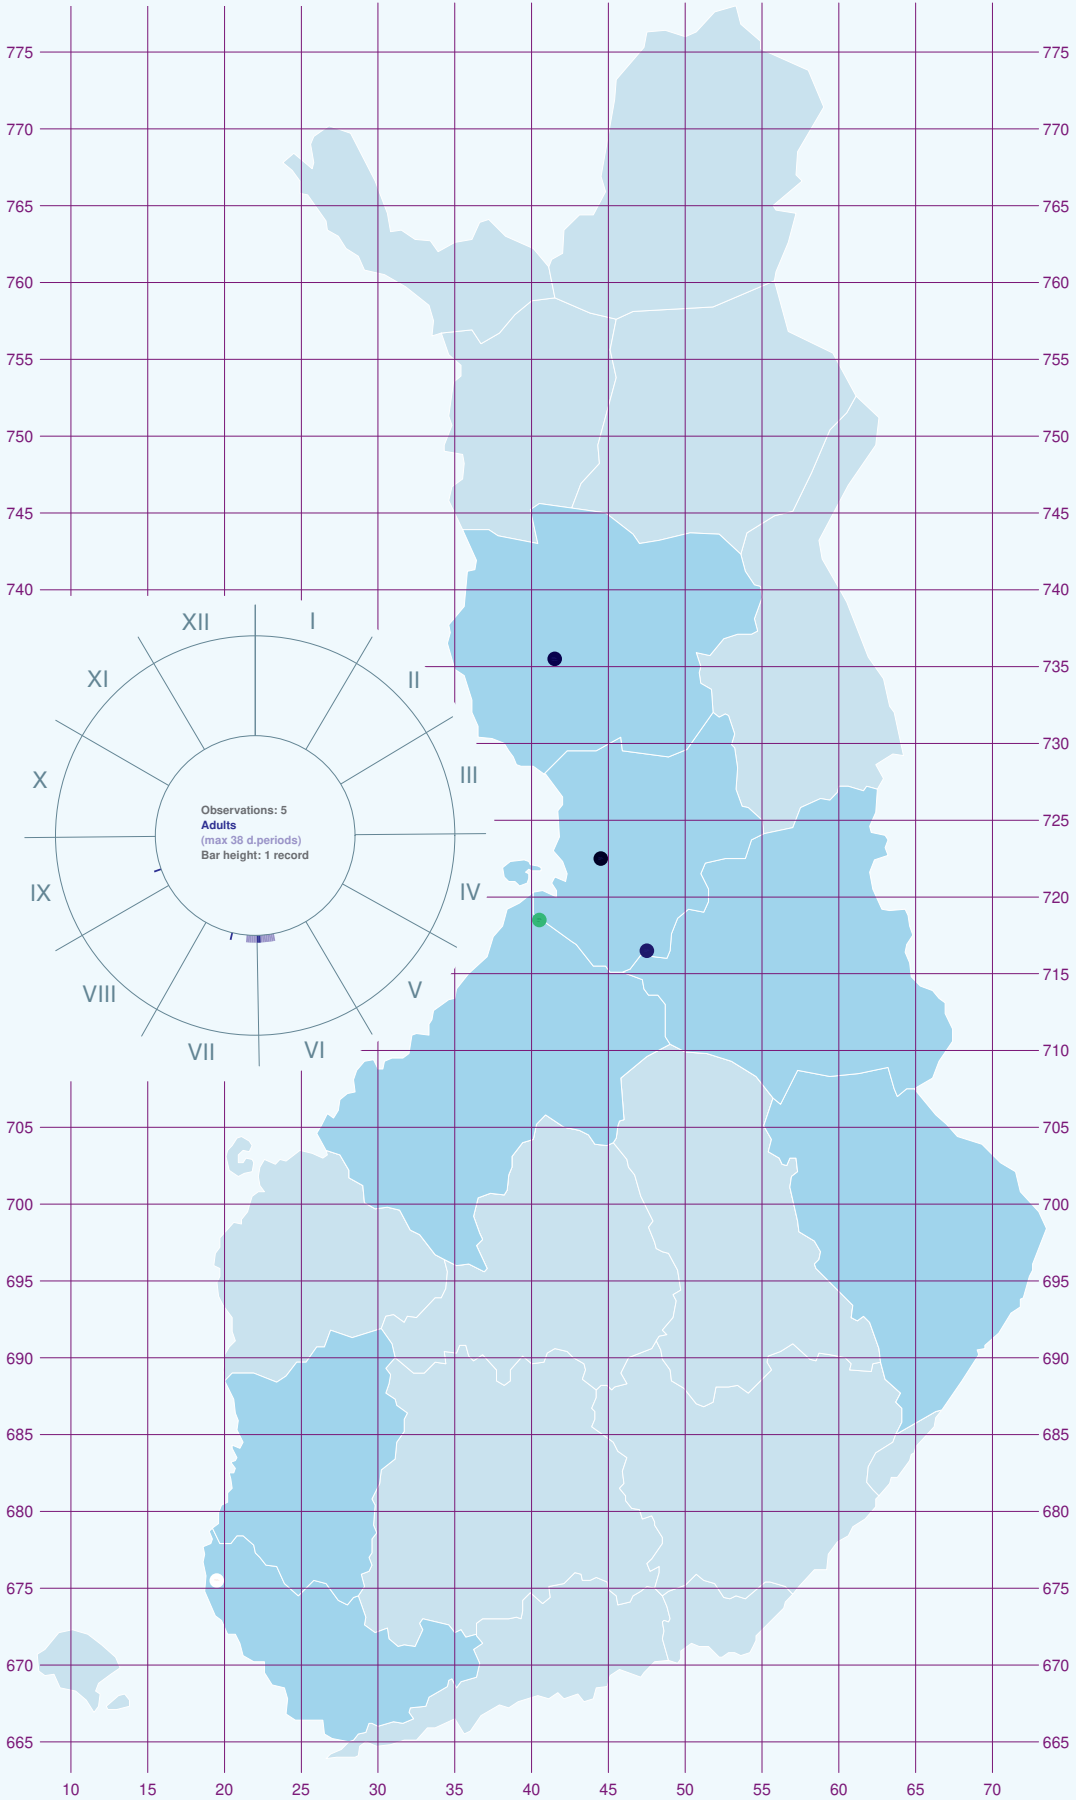 775 775
770 770
765 765
760 760
755 755
750 750
745 745
740 740
XII I
XI II
735
730
X III
Observations: 5
Adults
(max 38 d.periods)
Bar height: 1 record
725
IX IV
720
715
VIII V
VII VI
710
705 705
700 700
695 695
690 690
685 685
680 680
675 675
670 670
665 665
10 15 20 25 30 35 40 45 50 55 60 65 70